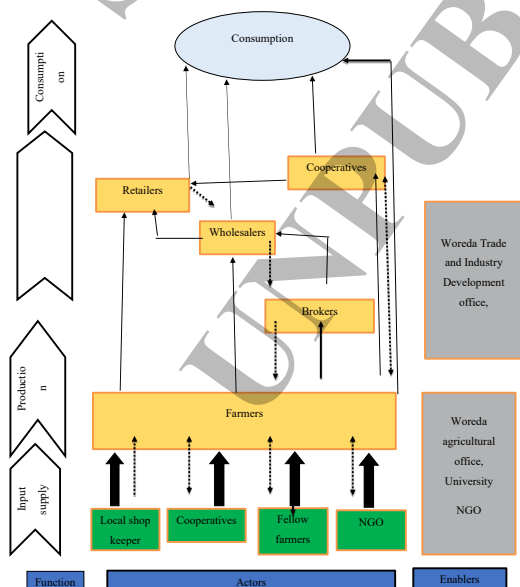 UNPUB
Consumpti
on
Consumption
Cooperatives
Retailers
Wholesalers
Woreda Trade
and Industry
Development
office,
Brokers
Productio
n
Farmers
Woreda
agricultural
office,
University
NGO
Input
supply
Local shop
keeper
Cooperatives
Fellow
farmers
NGO
Function
Actors
Enablers